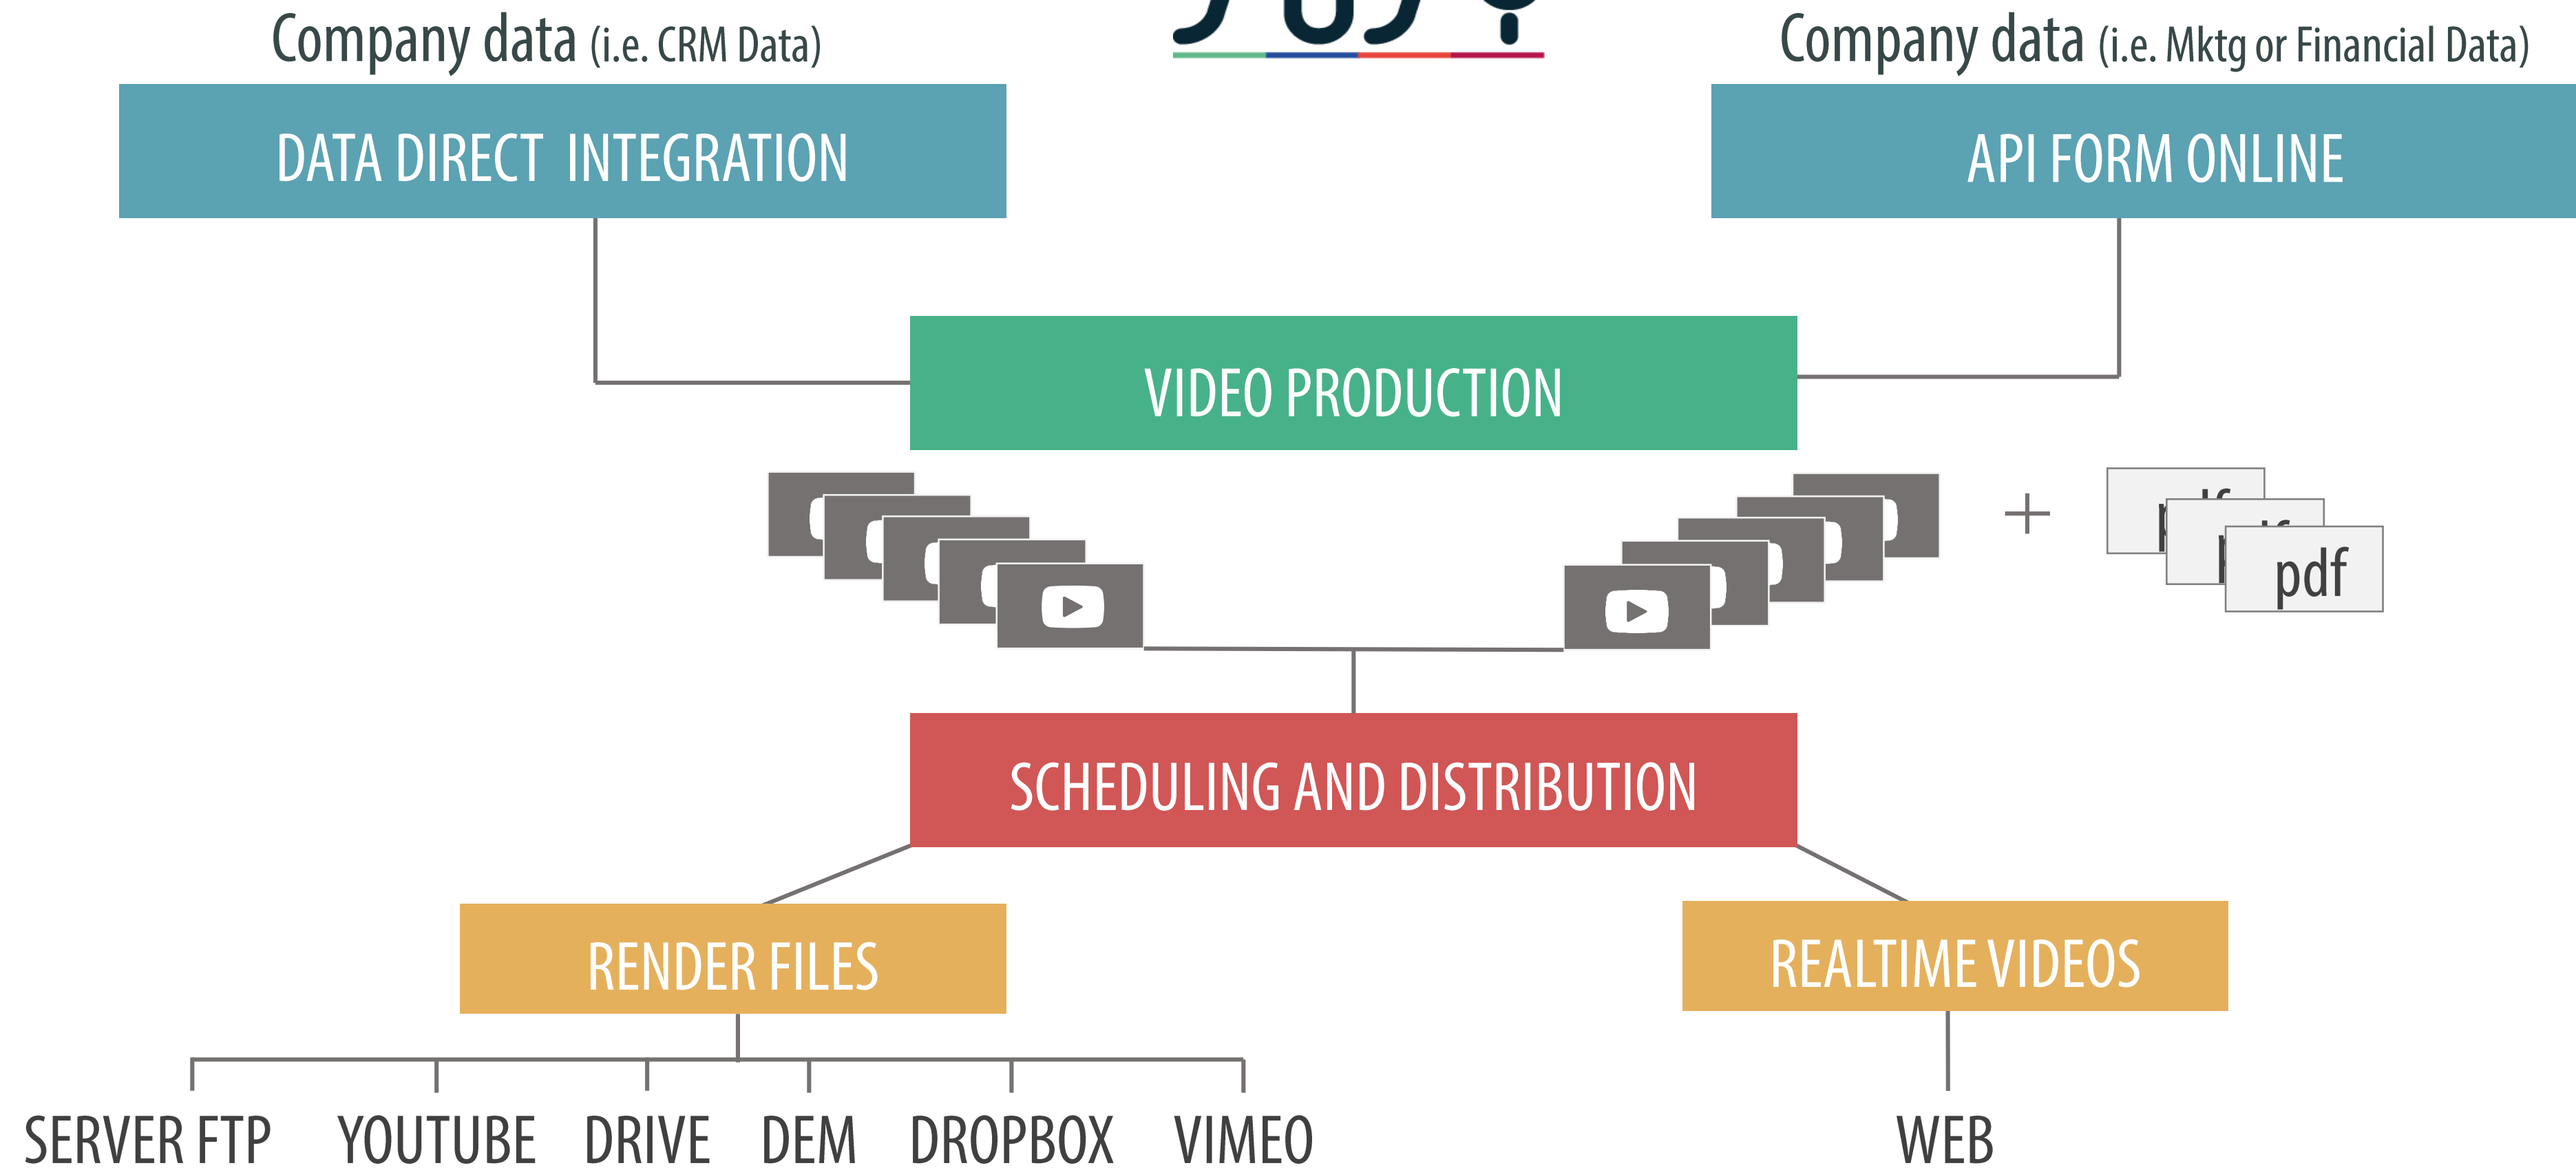 Company data (i.e. CRM Data)
Company data (i.e. Mktg or Financial Data)
DATA DIRECT INTEGRATION
API FORM ONLINE
VIDEO PRODUCTION
+
pdf
SCHEDULING AND DISTRIBUTION
RENDER FILES
REALTIME VIDEOS
SERVER FTP
YOUTUBE
DRIVE
DEM
DROPBOX
VIMEO
WEB